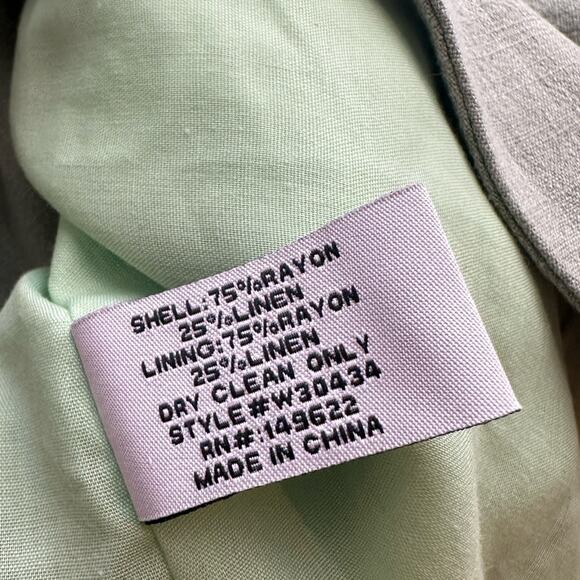 SHELL:75%RAYON
25%LINEN
LINING:75%RAYON
25%LINEN
DRY CLEAN ONLY
STYLE#W30434
RN#:149622
MADE IN CHINA